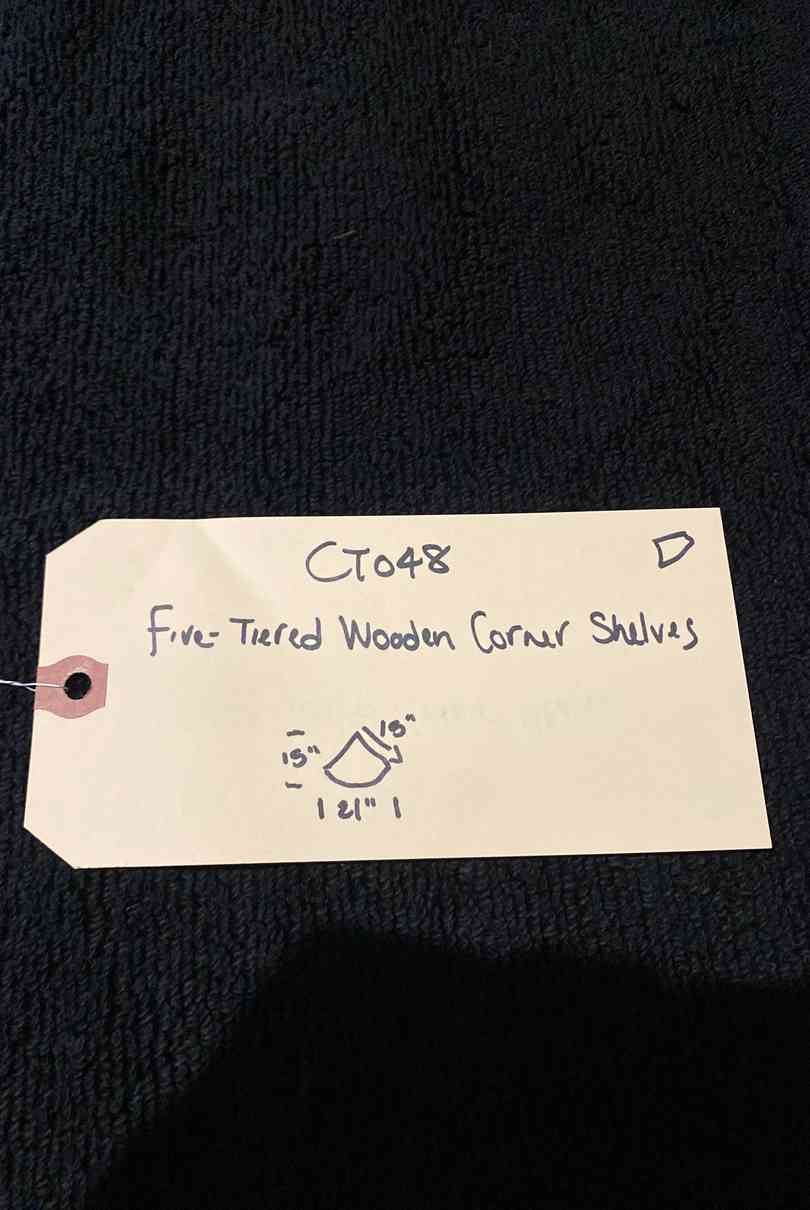 CT048
D
Five-Tiered Wooden Corner Shelves
15"
15"
21"